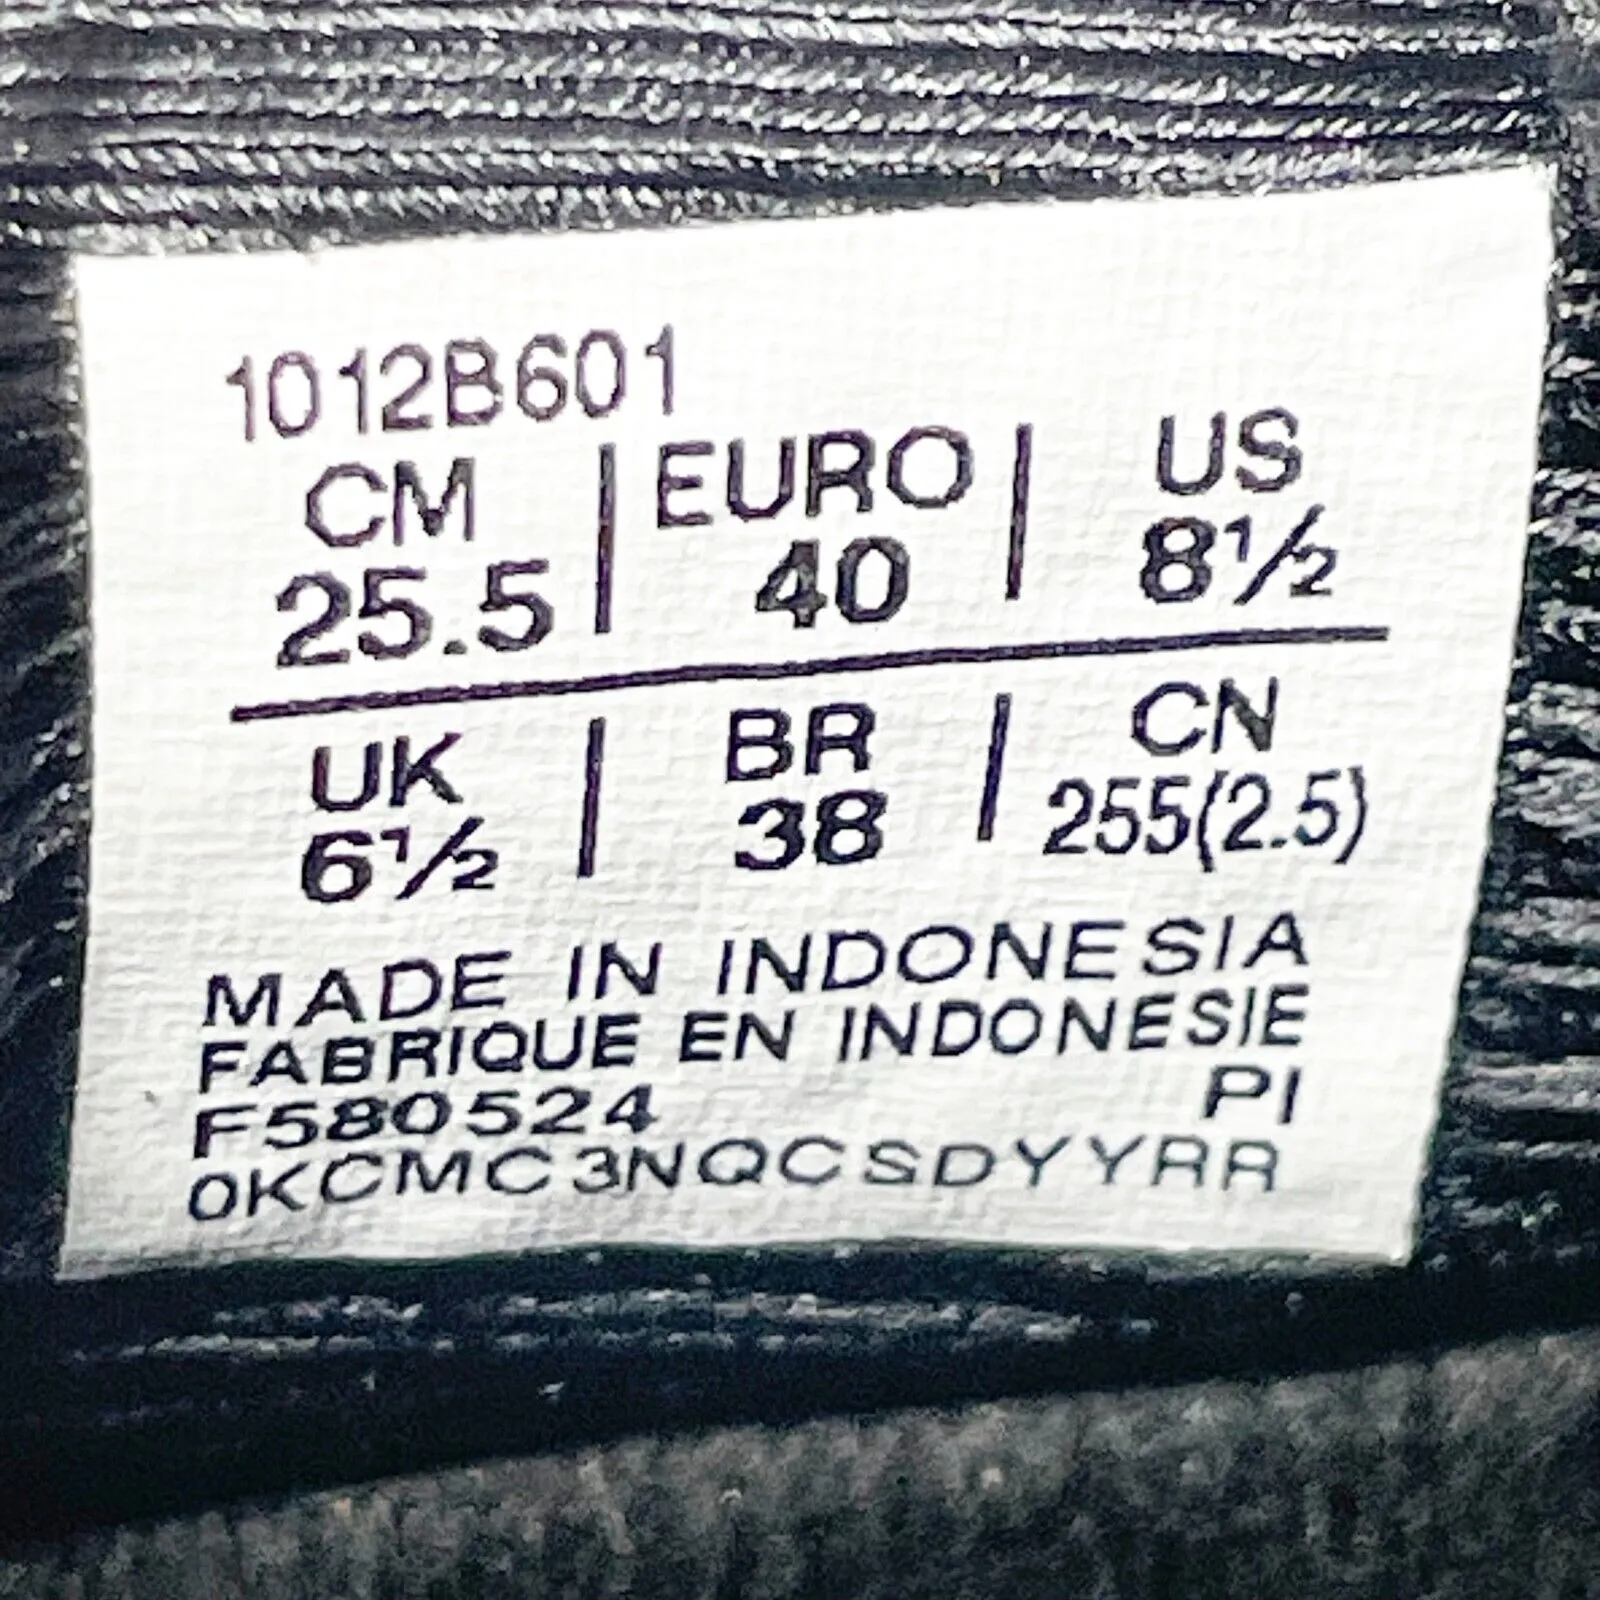 1012B601
CM | EURO | US
25.5 | 40 | 8½
UK | BR | CN
6½ | 38 | 255(2.5)
MADE IN INDONESIA
FABRIQUE EN INDONESIE
F580524 PI
0KCMC3NQCSDYYRR